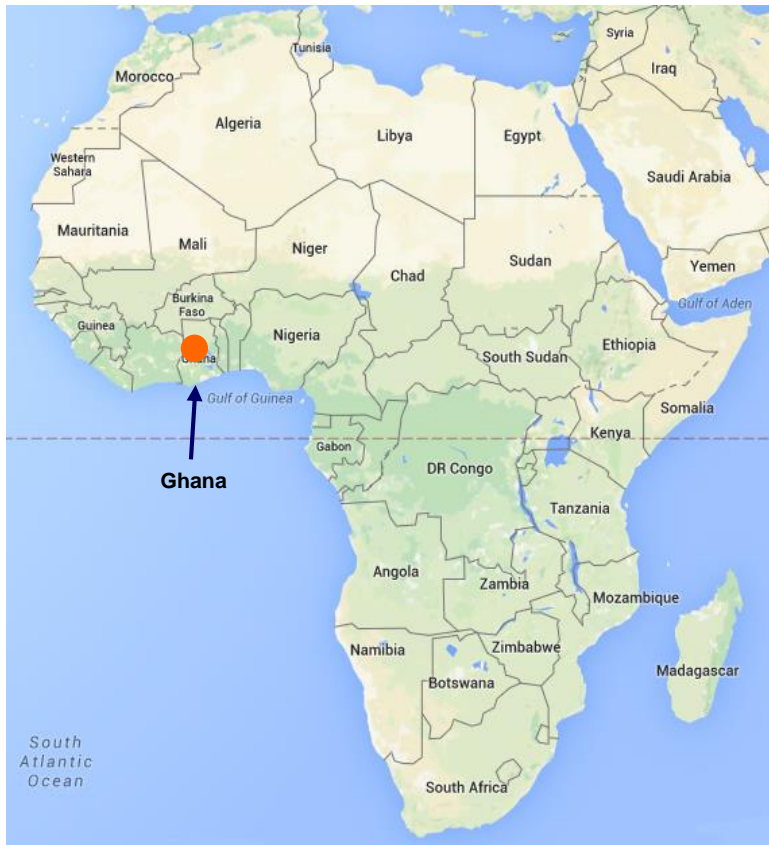 Syria
Tunisia
Morocco
Iraq
Algeria
Libya
Egypt
Western
Sahara
Saudi Arabia
Mauritania
Mali
Niger
Sudan
Yemen
Chad
Burkina
Faso
Gulf of Aden
Guinea
Nigeria
Ethiopia
South Sudan
Ghana
Gulf of Guinea
Somalia
Kenya
Gabon
DR Congo
Ghana
Tanzania
Angola
Zambia
Mozambique
Namibia
Zimbabwe
Madagascar
Botswana
South
Atlantic
Ocean
South Africa